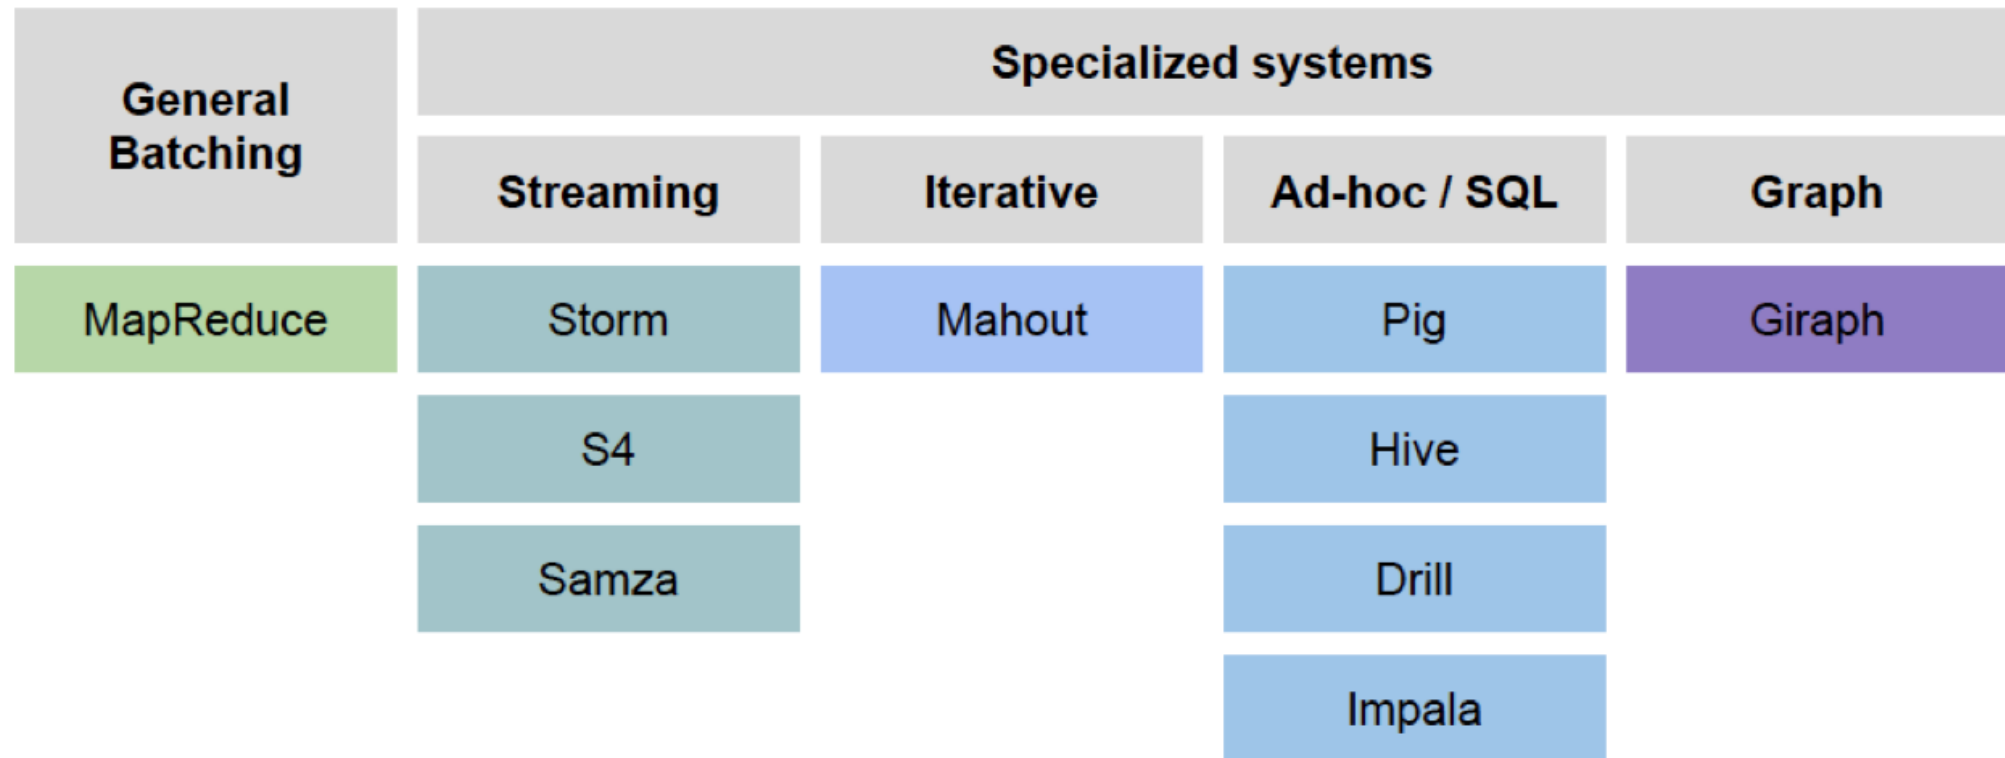 General
Batching
Specialized systems
Streaming
Iterative
Ad-hoc / SQL
Graph
MapReduce
Storm
Mahout
Pig
Giraph
S4
Hive
Samza
Drill
Impala